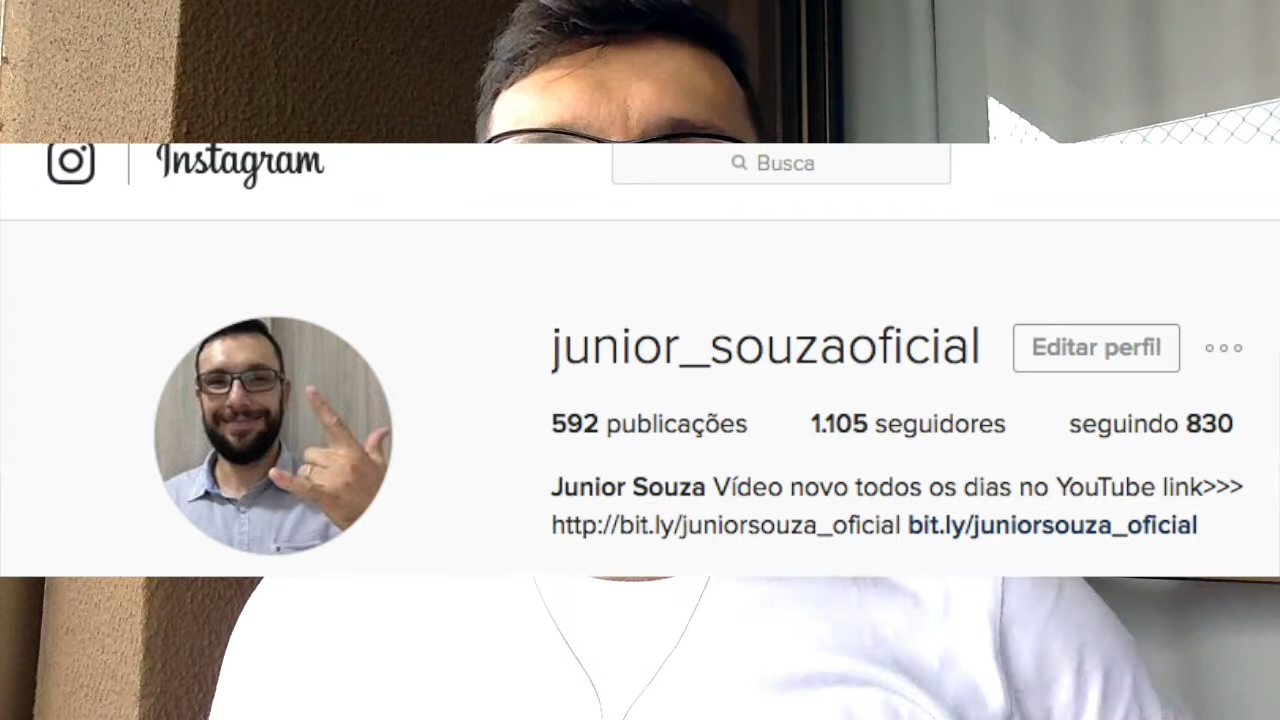 Instagram
Busca
junior_souzaoficial Editar perfil
592 publicações 1.105 seguidores seguindo 830
Junior Souza Vídeo novo todos os dias no YouTube link>>>
http://bit.ly/juniorsouza_oficial bit.ly/juniorsouza_oficial